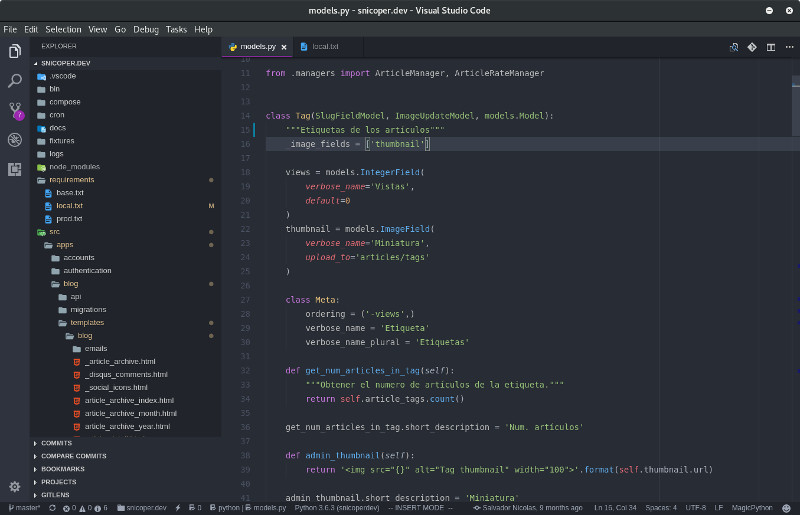 models.py - snicoper.dev - Visual Studio Code
File Edit Selection View Go Debug Tasks Help
EXPLORER
models.py
local.txt
SNICOPER.DEV
.vscode
bin
compose
cron
docs
fixtures
logs
node_modules
requirements
base.txt
local.txt M
prod.txt
src
apps
accounts
authentication
blog
api
migrations
templates
blog
emails
_article_archive.html
_disqus_comments.html
_social_icons.html
article_archive_index.html
article_archive_month.html
article_archive_year.html
COMMITS
COMPARE COMMITS
BOOKMARKS
PROJECTS
GITLENS
7
10
11 from .managers import ArticleManager, ArticleRateManager
12
13
14 class Tag(SlugFieldModel, ImageUpdateModel, models.Model):
15 """Etiquetas de los articulos"""
16 _image_fields = ['thumbnail']
17
18 views = models.IntegerField(
19 verbose_name='Vistas',
20 default=0
21 )
22 thumbnail = models.ImageField(
23 verbose_name='Miniatura',
24 upload_to='articles/tags'
25 )
26
27 class Meta:
28 ordering = ('-views',)
29 verbose_name = 'Etiqueta'
30 verbose_name_plural = 'Etiquetas'
31
32 def get_num_articles_in_tag(self):
33 """Obtener el numero de articulos de la etiqueta."""
34 return self.article_tags.count()
35
36 get_num_articles_in_tag.short_description = 'Num. artículos'
37
38 def admin_thumbnail(self):
39 return '<img src="{}" alt="Tag thumbnail" width="100">'.format(self.thumbnail.url)
40
41 admin_thumbnail.short_description = 'Miniatura'
master* 0 0 6 snicoper.dev 0 python | models.py Python 3.6.3 (snicoperdev) -- INSERT MODE -- Salvador Nicolas, 9 months ago Ln 16, Col 34 Spaces: 4 UTF-8 LF MagicPython